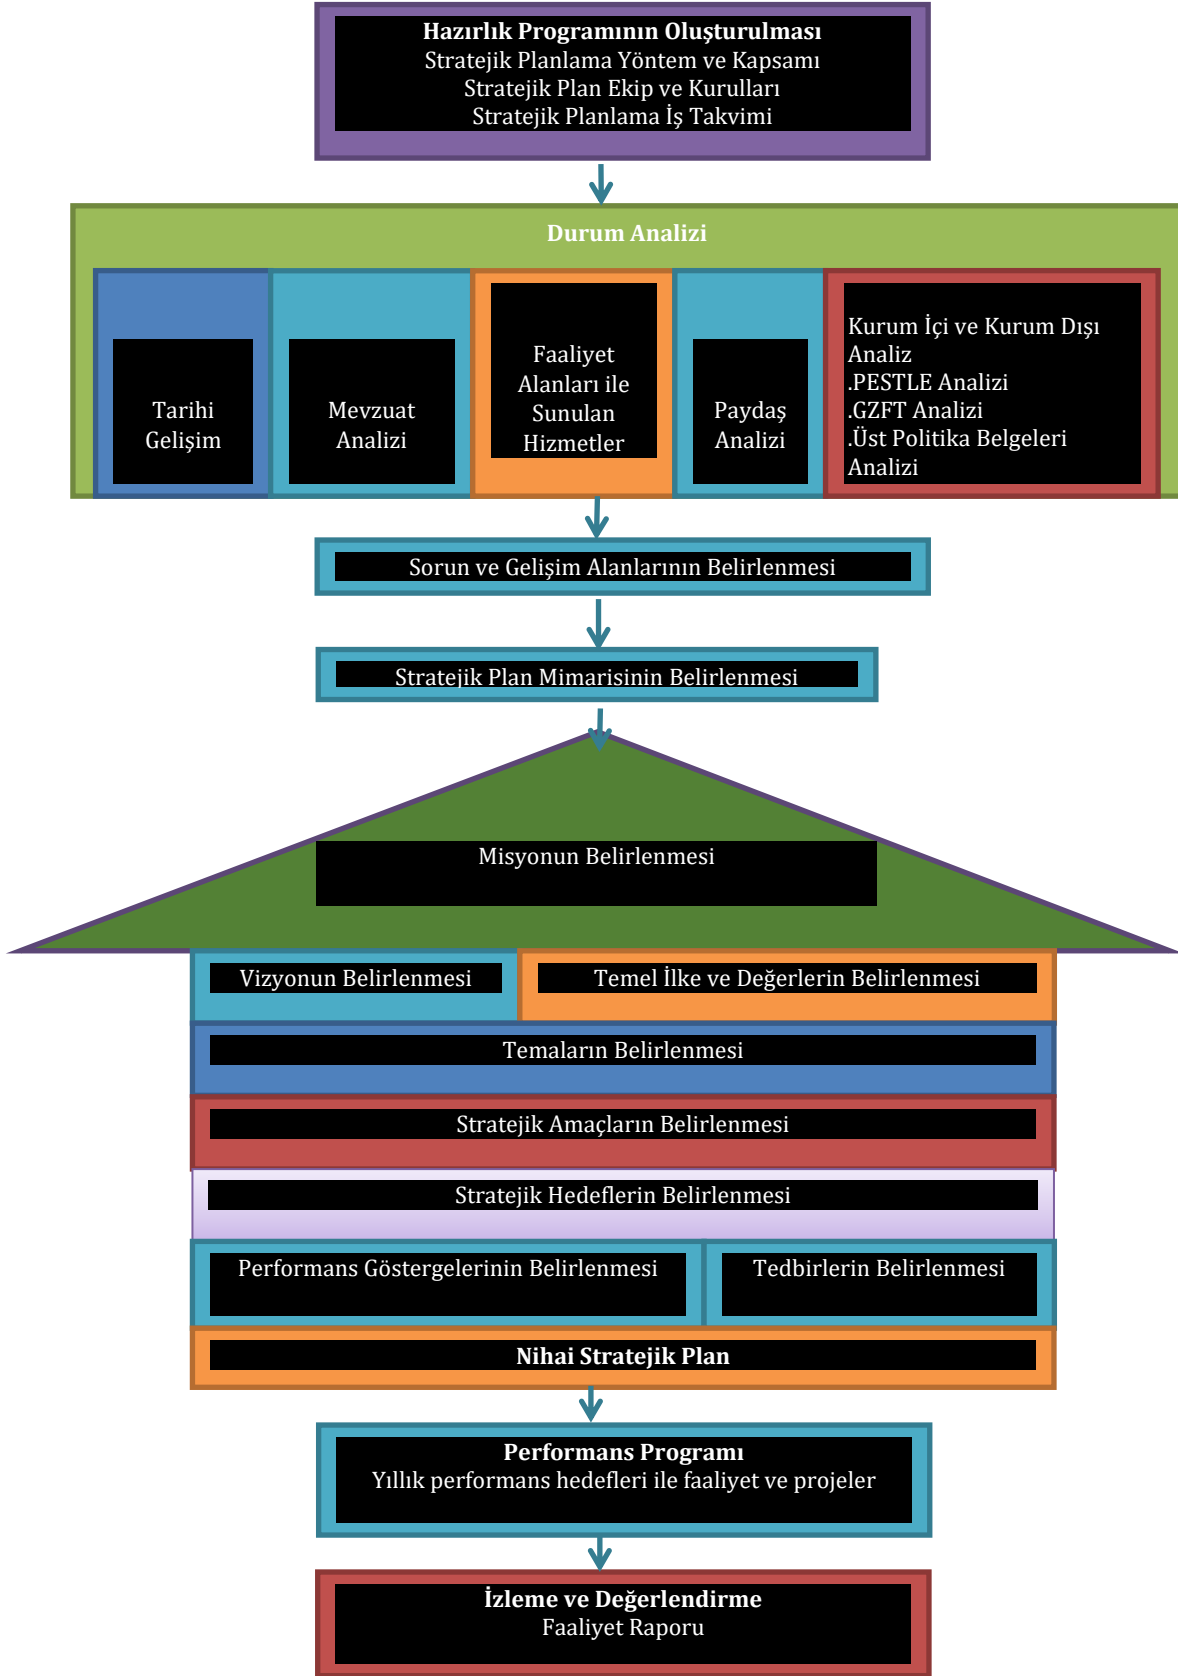 Hazırlık Programının Oluşturulması
Stratejik Planlama Yöntem ve Kapsamı
Stratejik Plan Ekip ve Kurulları
Stratejik Planlama İş Takvimi
Durum Analizi
Tarihi
Gelişim
Mevzuat
Analizi
Faaliyet
Alanları ile
Sunulan
Hizmetler
Paydaş
Analizi
Kurum İçi ve Kurum Dışı
Analiz
.PESTLE Analizi
.GZFT Analizi
.Üst Politika Belgeleri
Analizi
Sorun ve Gelişim Alanlarının Belirlenmesi
Stratejik Plan Mimarisinin Belirlenmesi
Misyonun Belirlenmesi
Vizyonun Belirlenmesi
Temel İlke ve Değerlerin Belirlenmesi
Temaların Belirlenmesi
Stratejik Amaçların Belirlenmesi
Stratejik Hedeflerin Belirlenmesi
Performans Göstergelerinin Belirlenmesi
Tedbirlerin Belirlenmesi
Nihai Stratejik Plan
Performans Programı
Yıllık performans hedefleri ile faaliyet ve projeler
İzleme ve Değerlendirme
Faaliyet Raporu